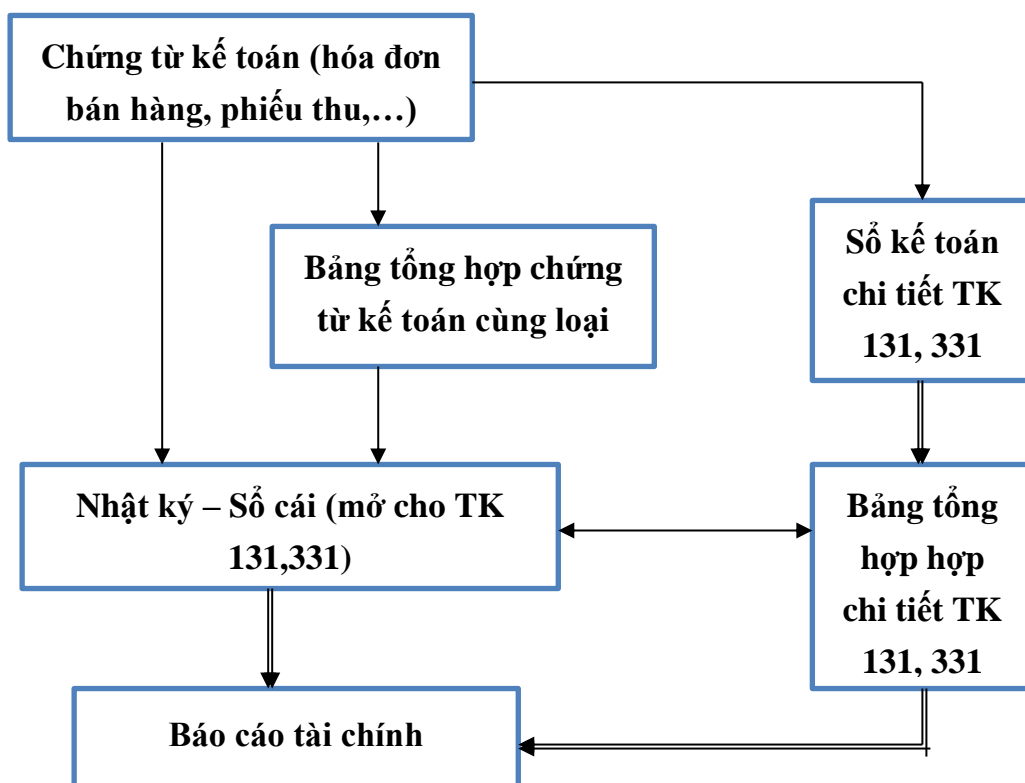 Chứng từ kế toán (hóa đơn
bán hàng, phiếu thu,…)
Bảng tổng hợp chứng
từ kế toán cùng loại
Sổ kế toán
chi tiết TK
131, 331
Nhật ký – Sổ cái (mở cho TK
131,331)
Bảng tổng
hợp hợp
chi tiết TK
131, 331
Báo cáo tài chính